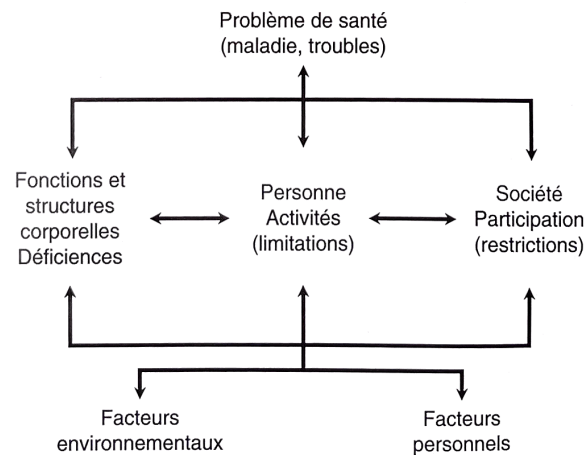 Problème de santé
(maladie, troubles)
Fonctions et
structures
corporelles
Déficiences
Personne
Activités
(limitations)
Société
Participation
(restrictions)
Facteurs
environnementaux
Facteurs
personnels